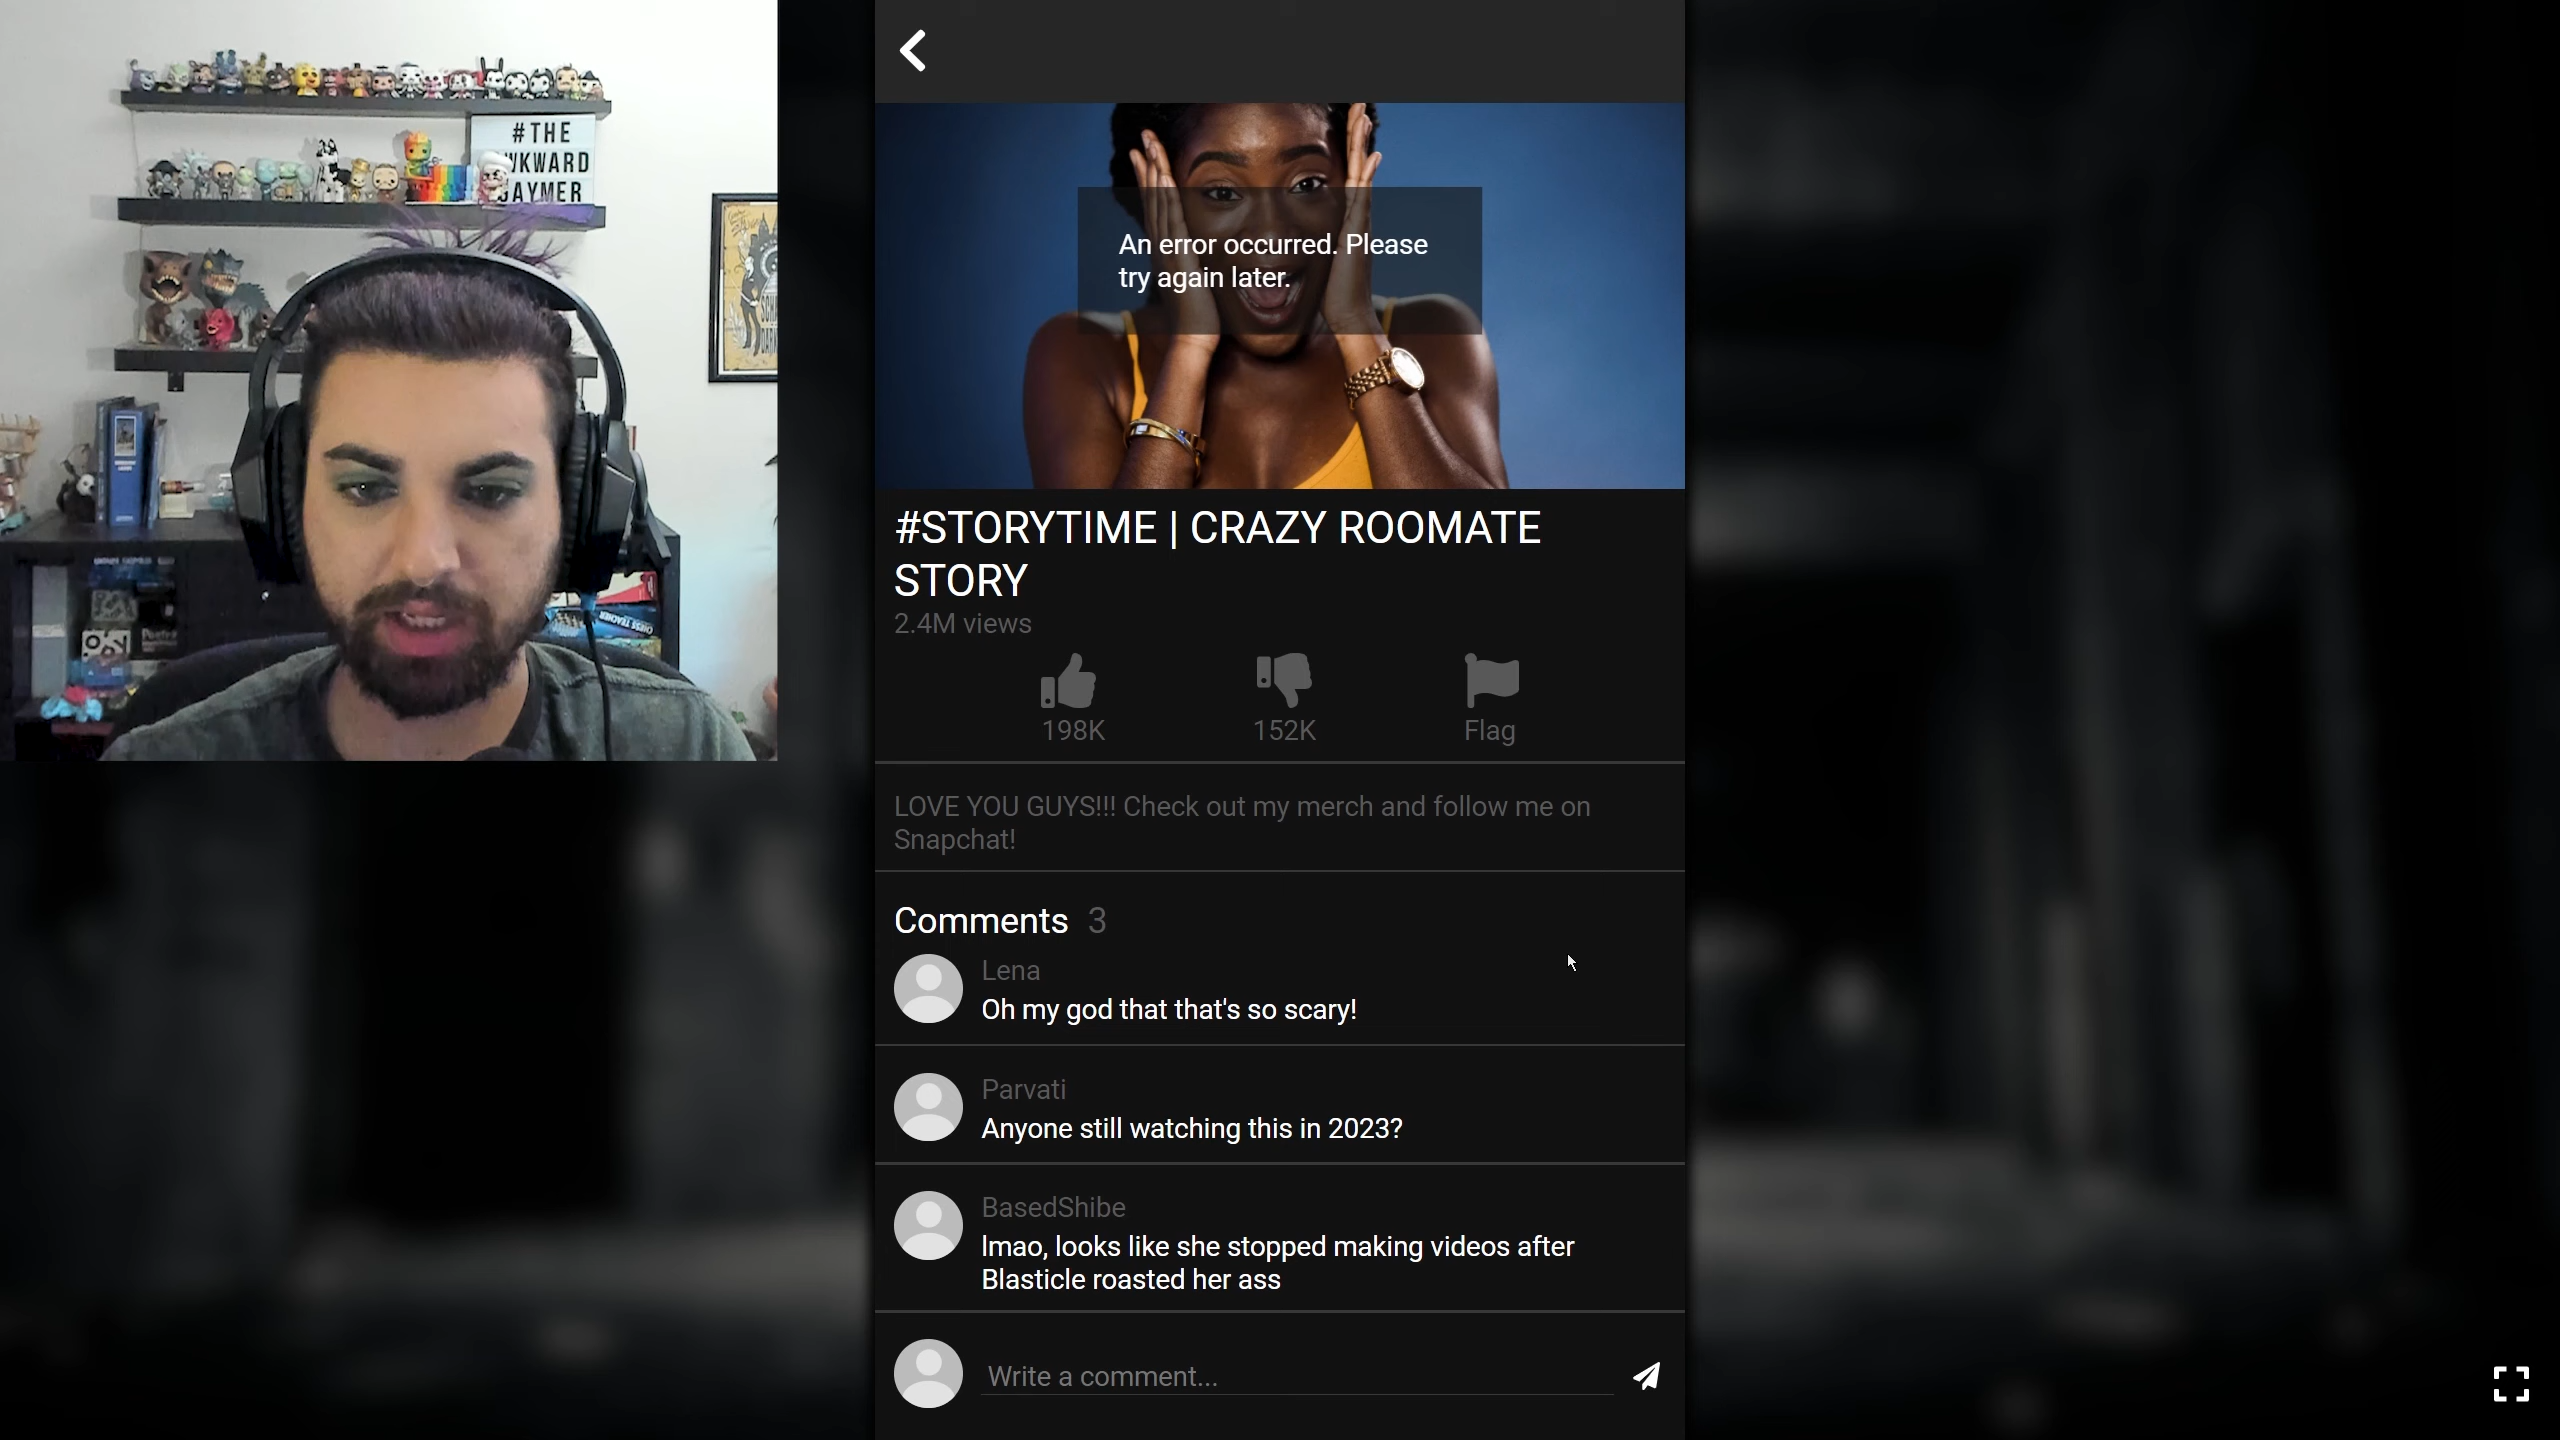 #THE
WKWARD
AYMER
CHESS TEACHER
An error occurred. Please
try again later.
#STORYTIME | CRAZY ROOMATE
STORY
2.4M views
198K
152K
Flag
LOVE YOU GUYS!!! Check out my merch and follow me on
Snapchat!
Comments 3
Lena
Oh my god that that's so scary!
Parvati
Anyone still watching this in 2023?
BasedShibe
lmao, looks like she stopped making videos after
Blasticle roasted her ass
Write a comment...